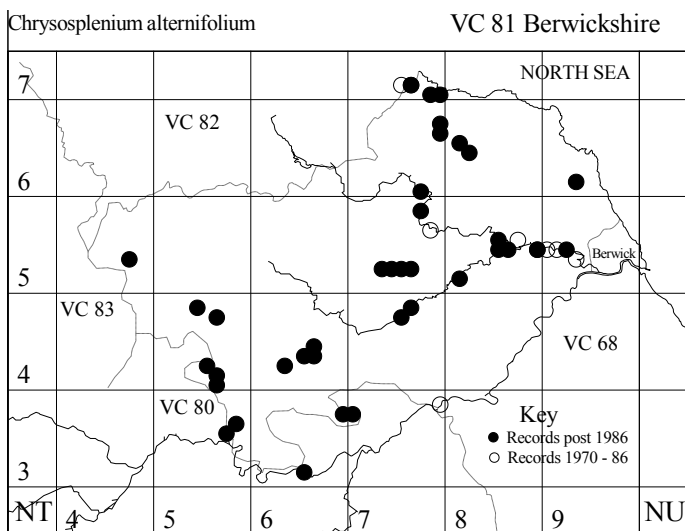 Chrysosplenium alternifolium VC 81 Berwickshire
7 NORTH SEA
VC 82
6
Berwick
5
VC 83
VC 68
4
VC 80
Key
Records post 1986
Records 1970 - 86
3
NT 4 5 6 7 8 9 NU